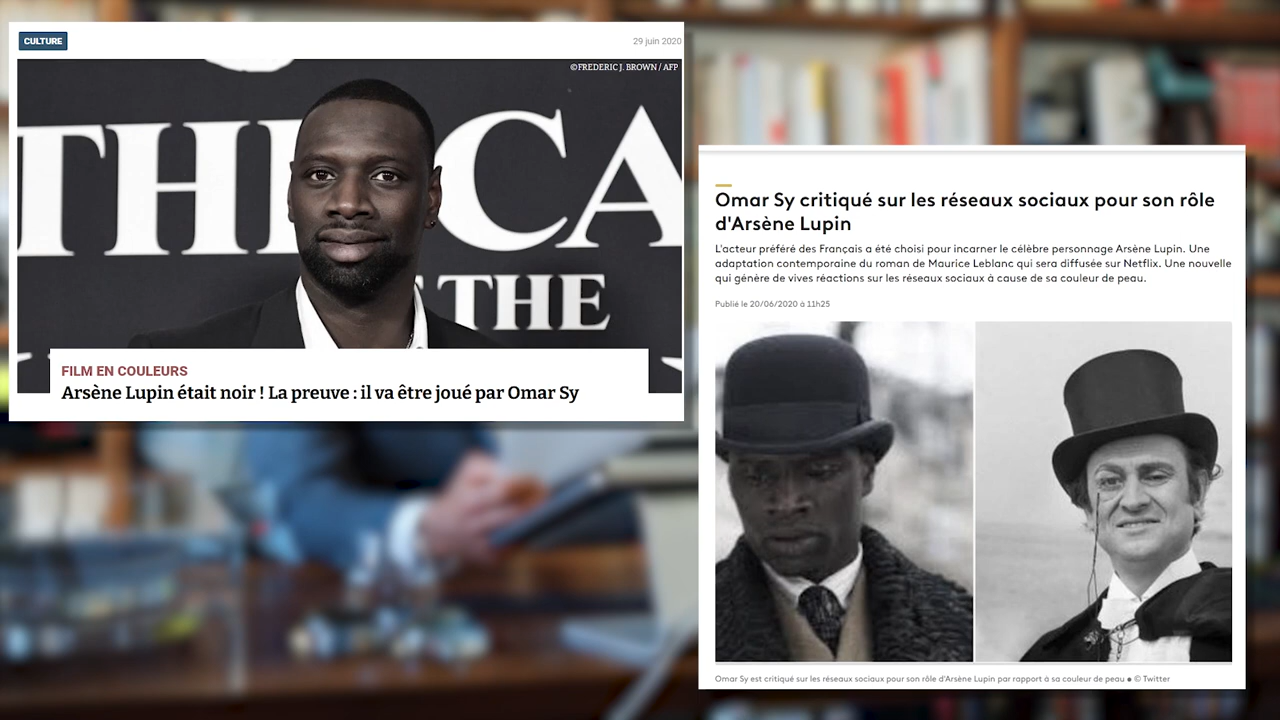 CULTURE
29 juin 2020
©FREDERIC J. BROWN / AFP
THE CA
THE
FILM EN COULEURS
Arsène Lupin était noir ! La preuve : il va être joué par Omar Sy
Omar Sy critiqué sur les réseaux sociaux pour son rôle
d'Arsène Lupin
L'acteur préféré des Français a été choisi pour incarner le célèbre personnage Arsène Lupin. Une
adaptation contemporaine du roman de Maurice Leblanc qui sera diffusée sur Netflix. Une nouvelle
qui génère de vives réactions sur les réseaux sociaux à cause de sa couleur de peau.
Publié le 20/06/2020 à 11h25
Omar Sy est critiqué sur les réseaux sociaux pour son rôle d'Arsène Lupin par rapport à sa couleur de peau • © Twitter